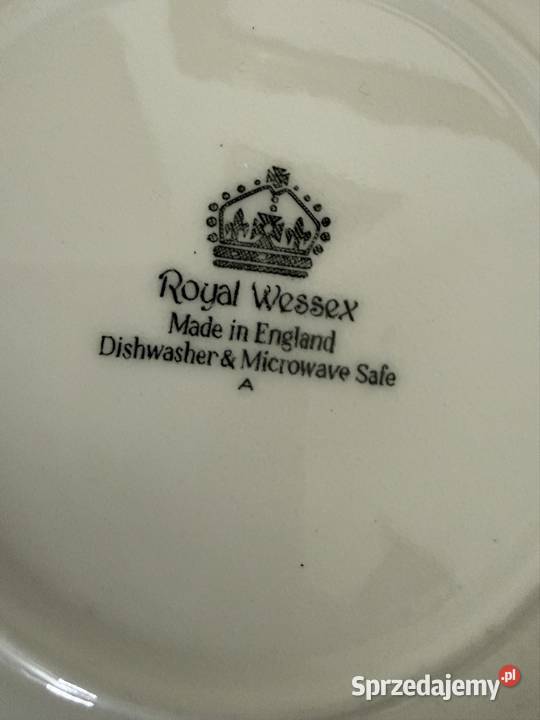 Royal Wessex
Made in England
Dishwasher & Microwave Safe
A
Sprzedajemy.pl